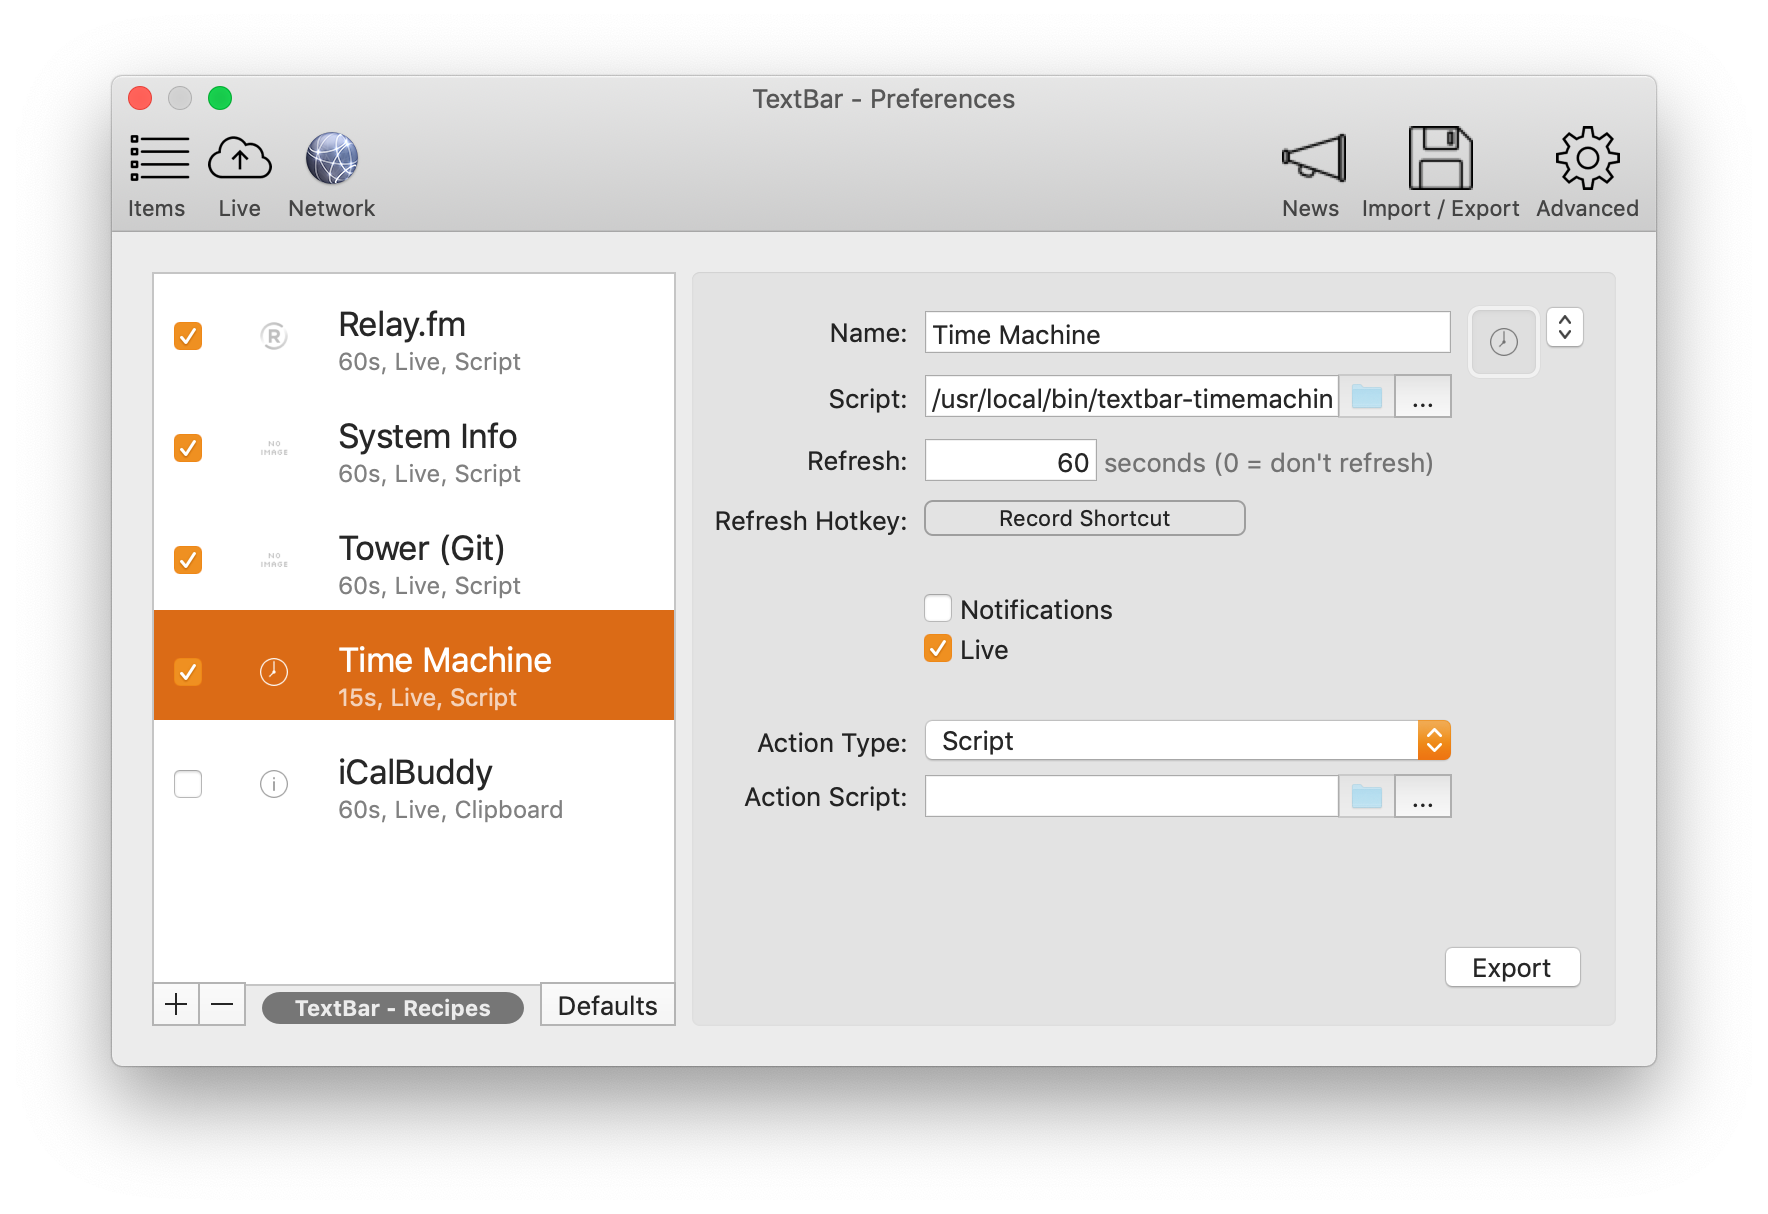 TextBar - Preferences
Items
Live
Network
News
Import / Export
Advanced
R
Relay.fm
60s, Live, Script
NO
IMAGE
System Info
60s, Live, Script
NO
IMAGE
Tower (Git)
60s, Live, Script
Time Machine
15s, Live, Script
i
iCalBuddy
60s, Live, Clipboard
+
−
TextBar - Recipes
Defaults
Name: Time Machine
Script: /usr/local/bin/textbar-timemachin ...
Refresh: 60 seconds (0 = don't refresh)
Refresh Hotkey: Record Shortcut
Notifications
Live
Action Type: Script
Action Script: ...
Export